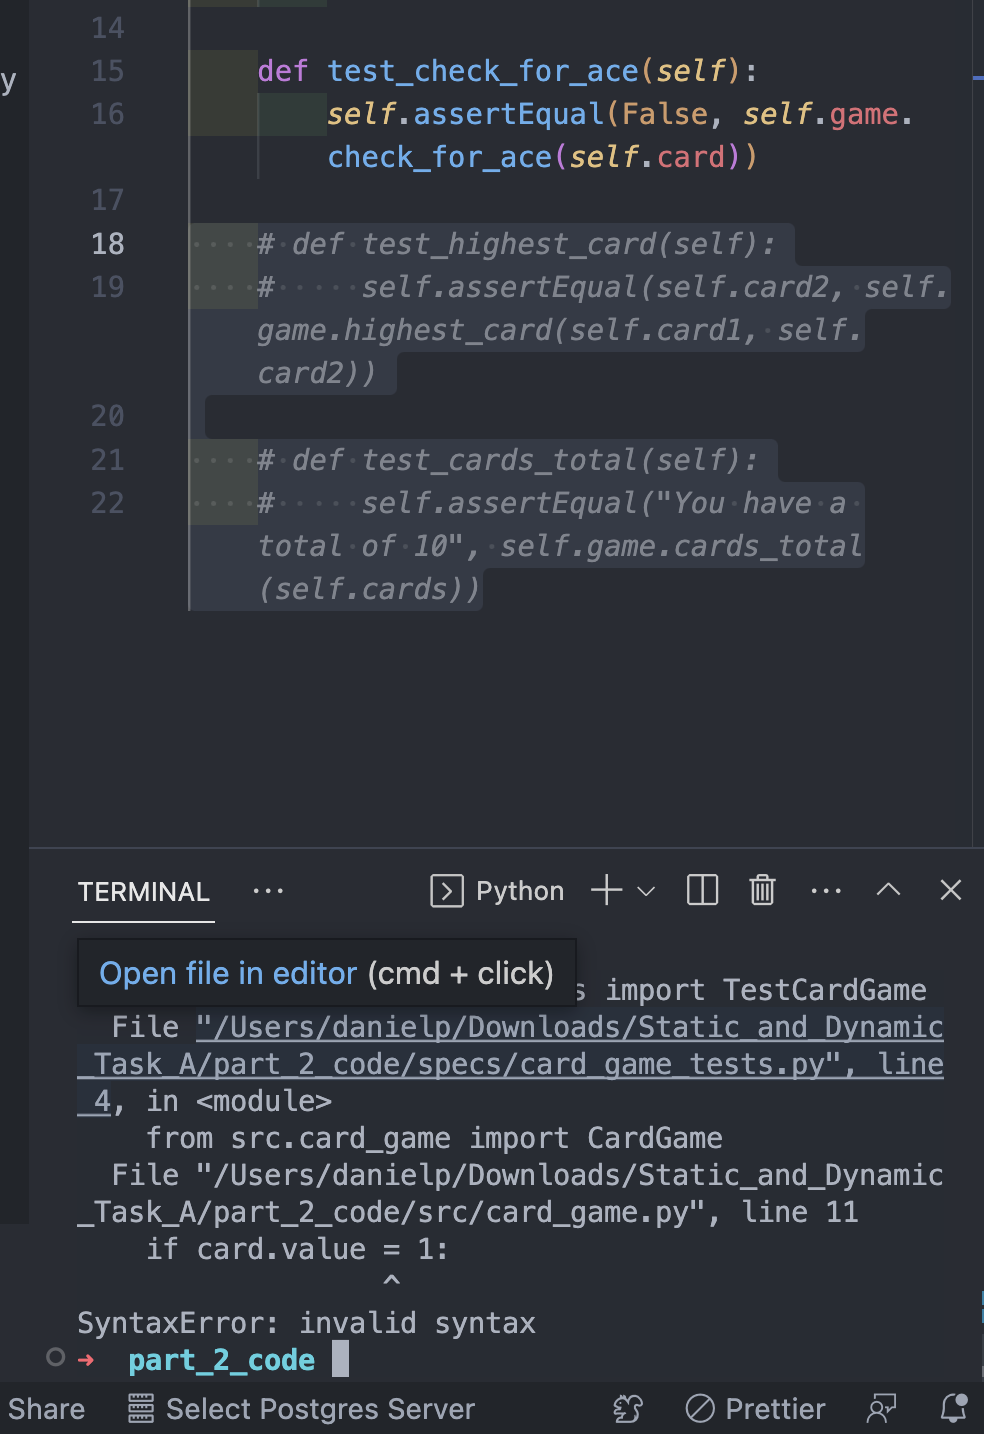 14
y
15 def test_check_for_ace(self):
16 self.assertEqual(False, self.game.
check_for_ace(self.card))
17
18 # def test_highest_card(self):
19 # self.assertEqual(self.card2, self.
game.highest_card(self.card1, self.
card2))
20
21 # def test_cards_total(self):
22 # self.assertEqual("You have a
total of 10", self.game.cards_total
(self.cards))
TERMINAL ··· Python
Open file in editor (cmd + click)
s import TestCardGame
File "/Users/danielp/Downloads/Static_and_Dynamic
_Task_A/part_2_code/specs/card_game_tests.py", line
4, in <module>
from src.card_game import CardGame
File "/Users/danielp/Downloads/Static_and_Dynamic
_Task_A/part_2_code/src/card_game.py", line 11
if card.value = 1:
^
SyntaxError: invalid syntax
→ part_2_code
Share Select Postgres Server Prettier